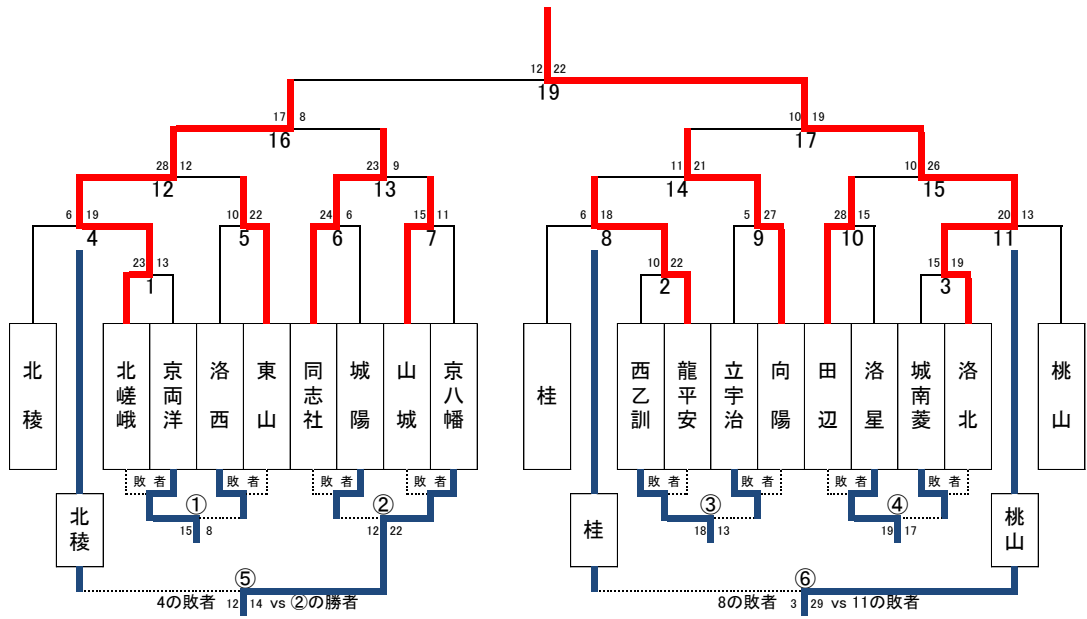 12 22
19
17 8
16
10 19
17
28 12
12
23 9
13
11 21
14
10 26
15
6 19
4
10 22
5
24 6
6
15 11
7
6 18
8
5 27
9
28 15
10
20 13
11
23 13
1
10 22
2
15 19
3
北稜
北嵯峨
京両洋
洛西
東山
同志社
城陽
山城
京八幡
桂
西乙訓
龍平安
立宇治
向陽
田辺
洛星
城南菱
洛北
桃山
敗者
敗者
敗者
敗者
敗者
敗者
敗者
敗者
①
15 8
②
12 22
③
18 13
④
19 17
北稜
桂
桃山
⑤
4の敗者 12 14 vs ②の勝者
⑥
8の敗者 3 29 vs 11の敗者